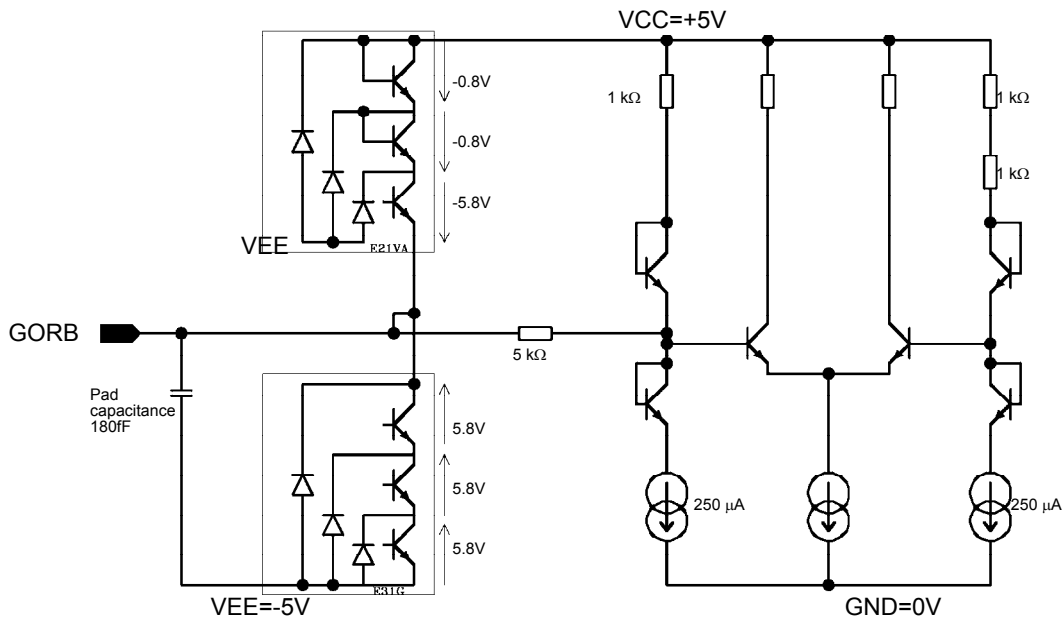 VCC=+5V
-0.8V
1 kΩ
1 kΩ
-0.8V
1 kΩ
-5.8V
VEE
E21VA
GORB
5 kΩ
Pad
capacitance
180fF
5.8V
5.8V
250 μA
250 μA
5.8V
E31G
VEE=-5V
GND=0V